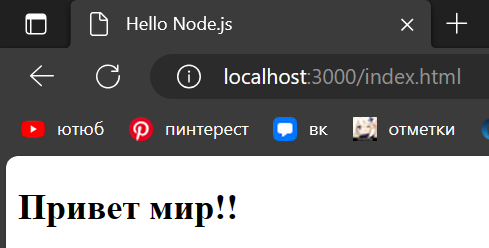 Hello Node.js
localhost:3000/index.html
ютюб пинтерест вк отметки
Привет мир!!